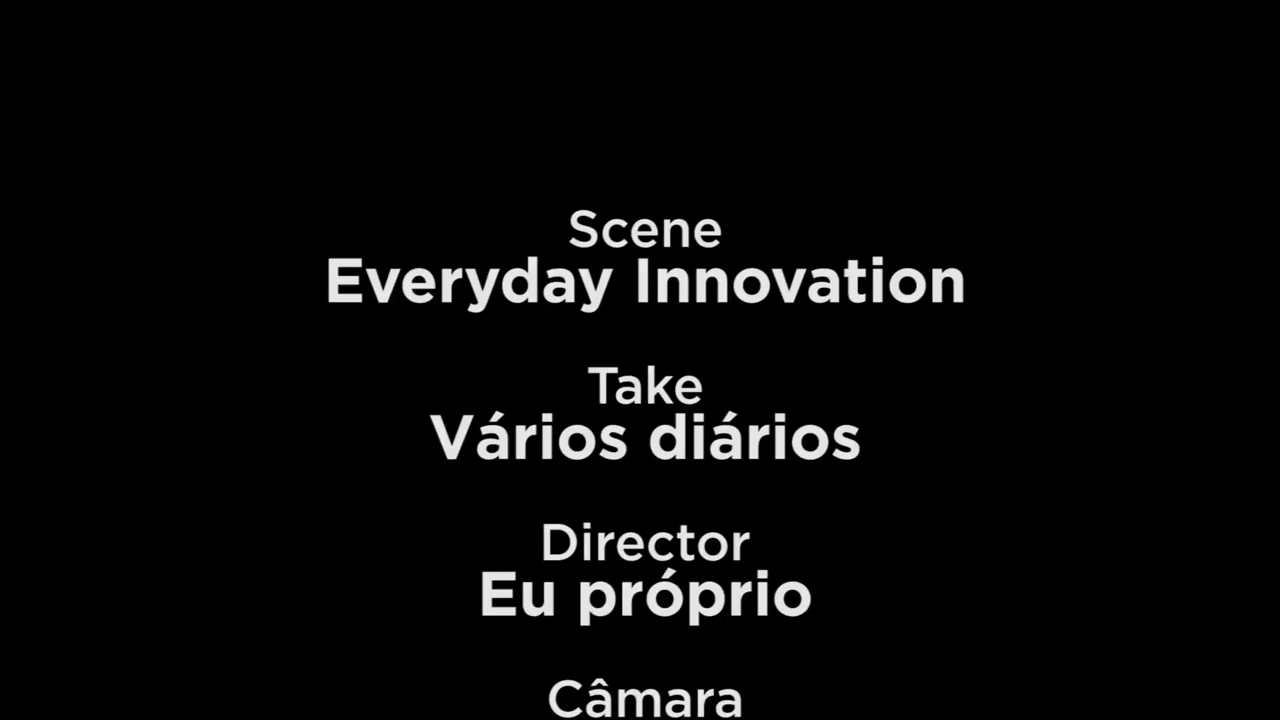 Scene
Everyday Innovation
Take
Vários diários
Director
Eu próprio
Câmara